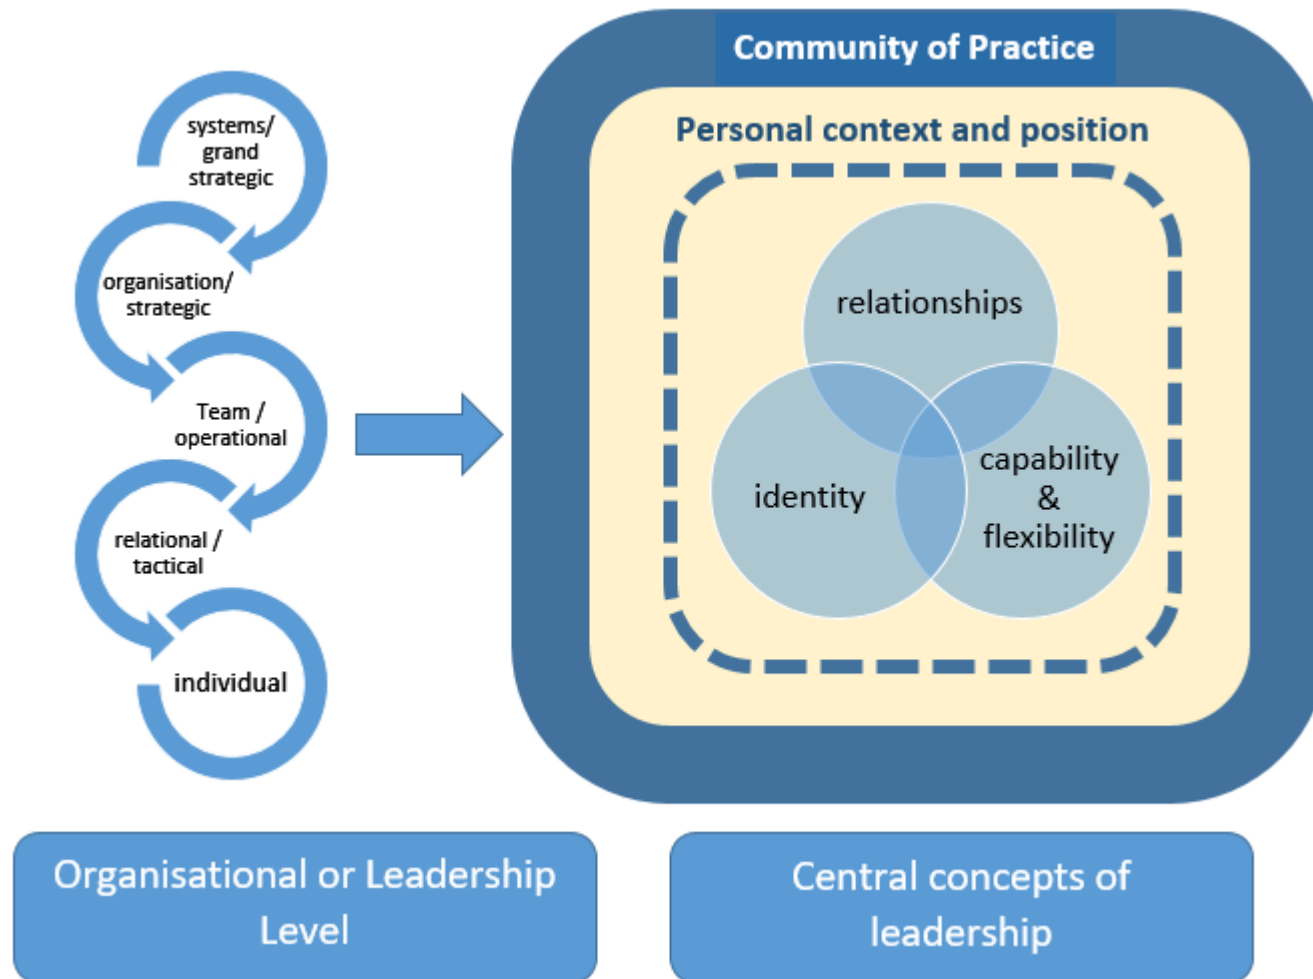 systems/
grand
strategic
organisation/
strategic
Team /
operational
relational /
tactical
individual
Community of Practice
Personal context and position
relationships
identity
capability
&
flexibility
Organisational or Leadership
Level
Central concepts of
leadership